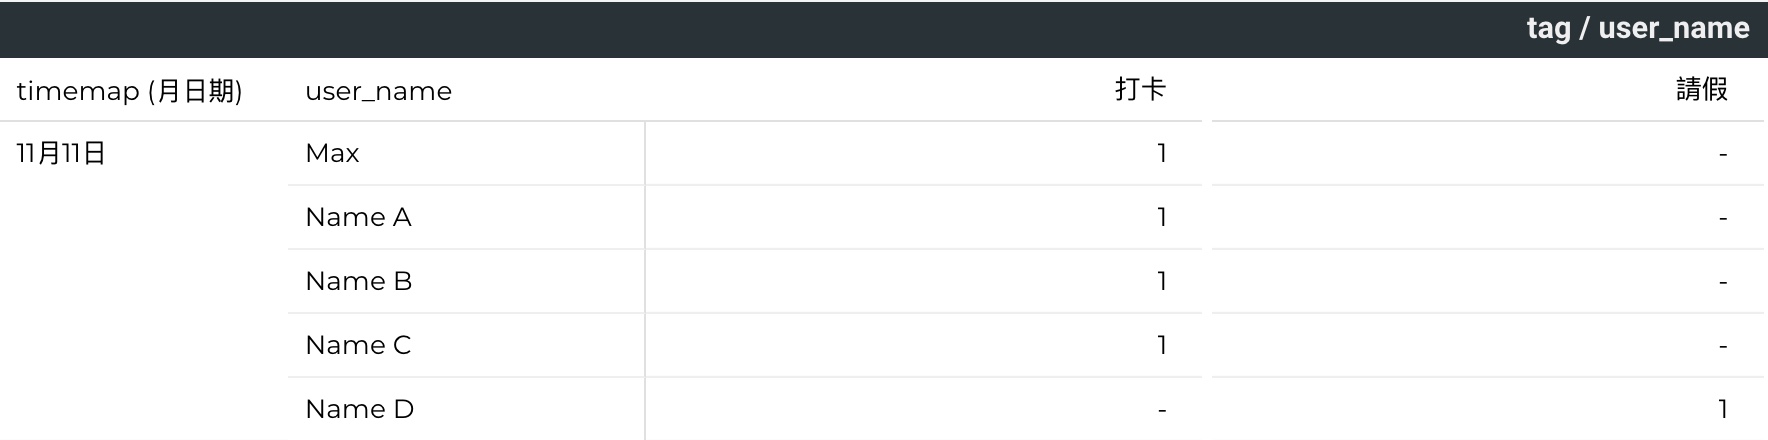 tag / user_name
timemap (月日期) user_name 打卡 請假
11月11日 Max 1 -
Name A 1 -
Name B 1 -
Name C 1 -
Name D - 1